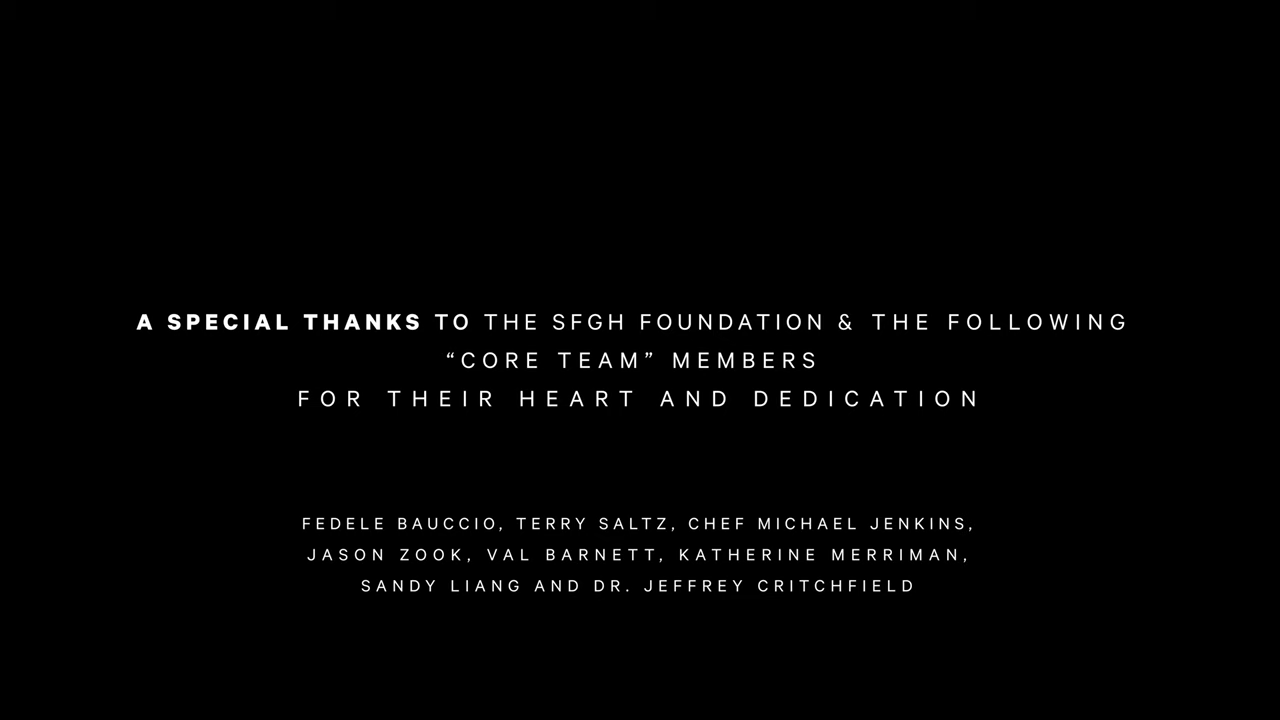 A SPECIAL THANKS TO THE SFGH FOUNDATION & THE FOLLOWING
“CORE TEAM” MEMBERS
FOR THEIR HEART AND DEDICATION
FEDELE BAUCCIO, TERRY SALTZ, CHEF MICHAEL JENKINS,
JASON ZOOK, VAL BARNETT, KATHERINE MERRIMAN,
SANDY LIANG AND DR. JEFFREY CRITCHFIELD